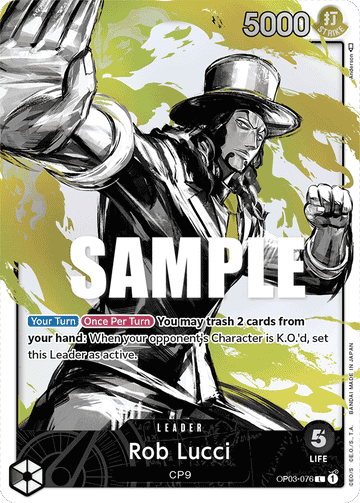 5000
打
STRIKE
Anderson
SAMPLE
Your Turn Once Per Turn You may trash 2 cards from
your hand: When your opponent's Character is K.O.'d, set
this Leader as active.
LEADER
Rob Lucci
CP9
5
LIFE
OP03-076 L 1
©E.O./S. ©E.O./S., T.A. BANDAI MADE IN JAPAN